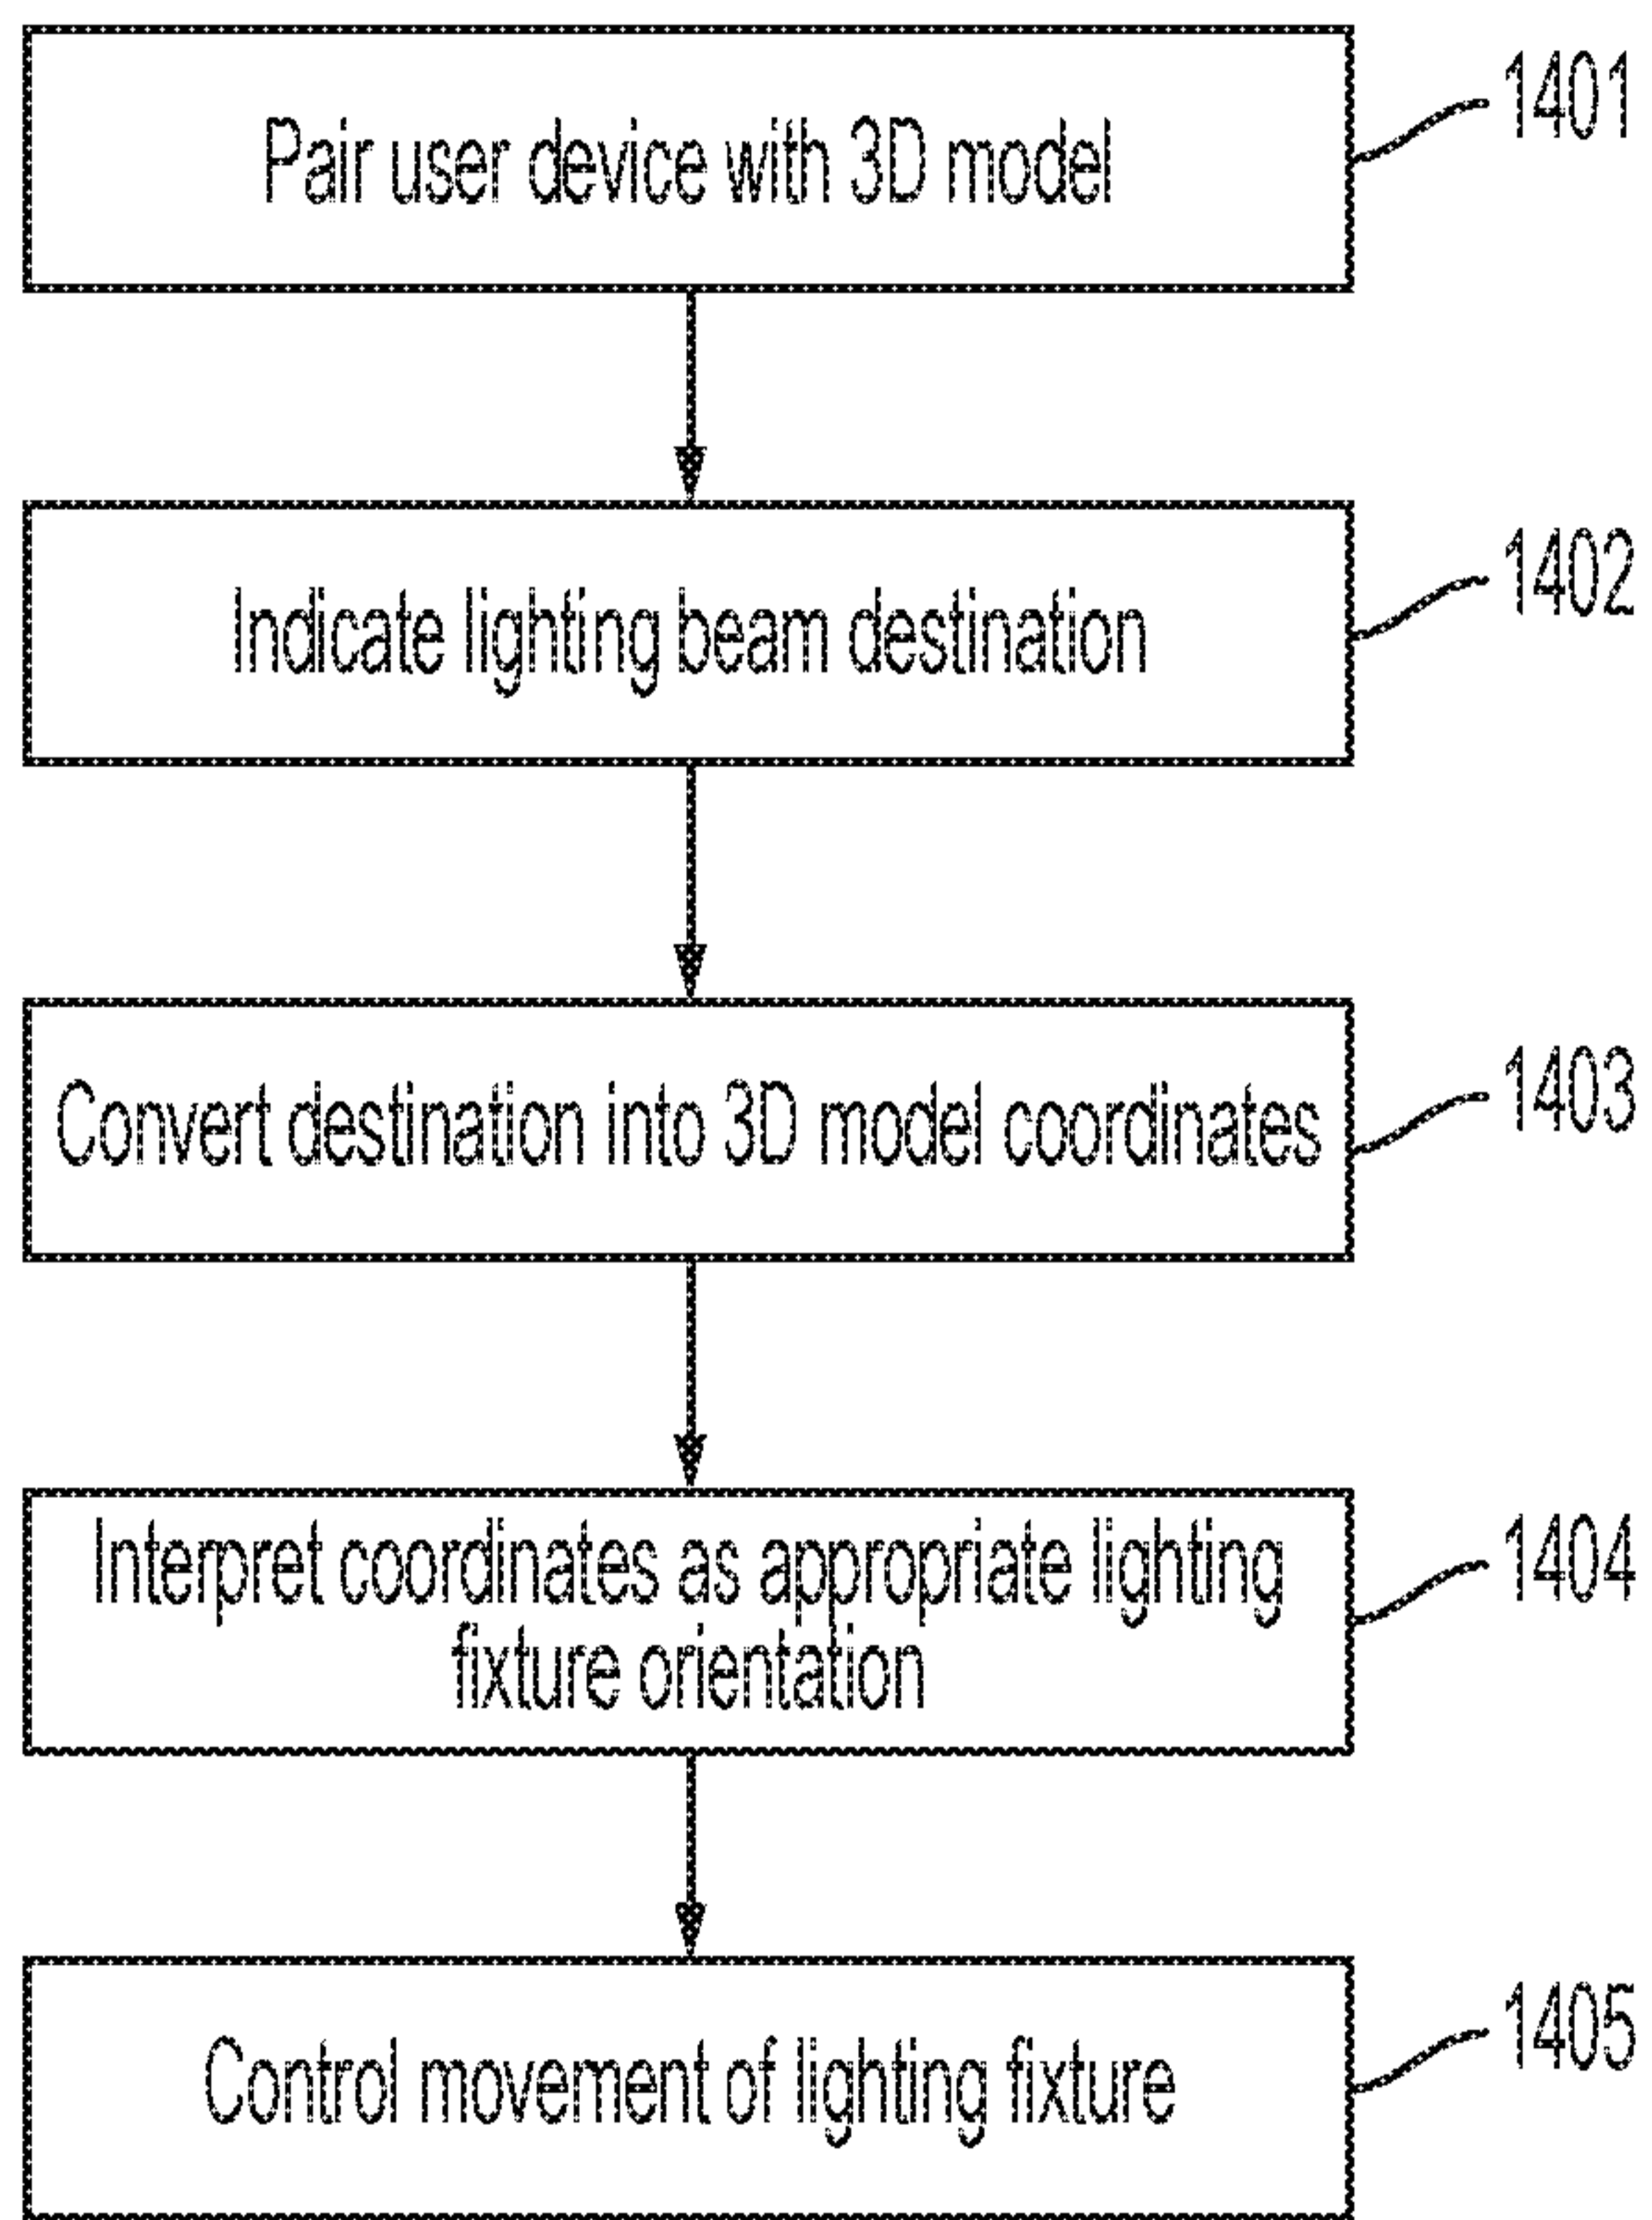 Pair user device with 3D model
1401
Indicate lighting beam destination
1402
Convert destination into 3D model coordinates
1403
Interpret coordinates as appropriate lighting
fixture orientation
1404
Control movement of lighting fixture
1405